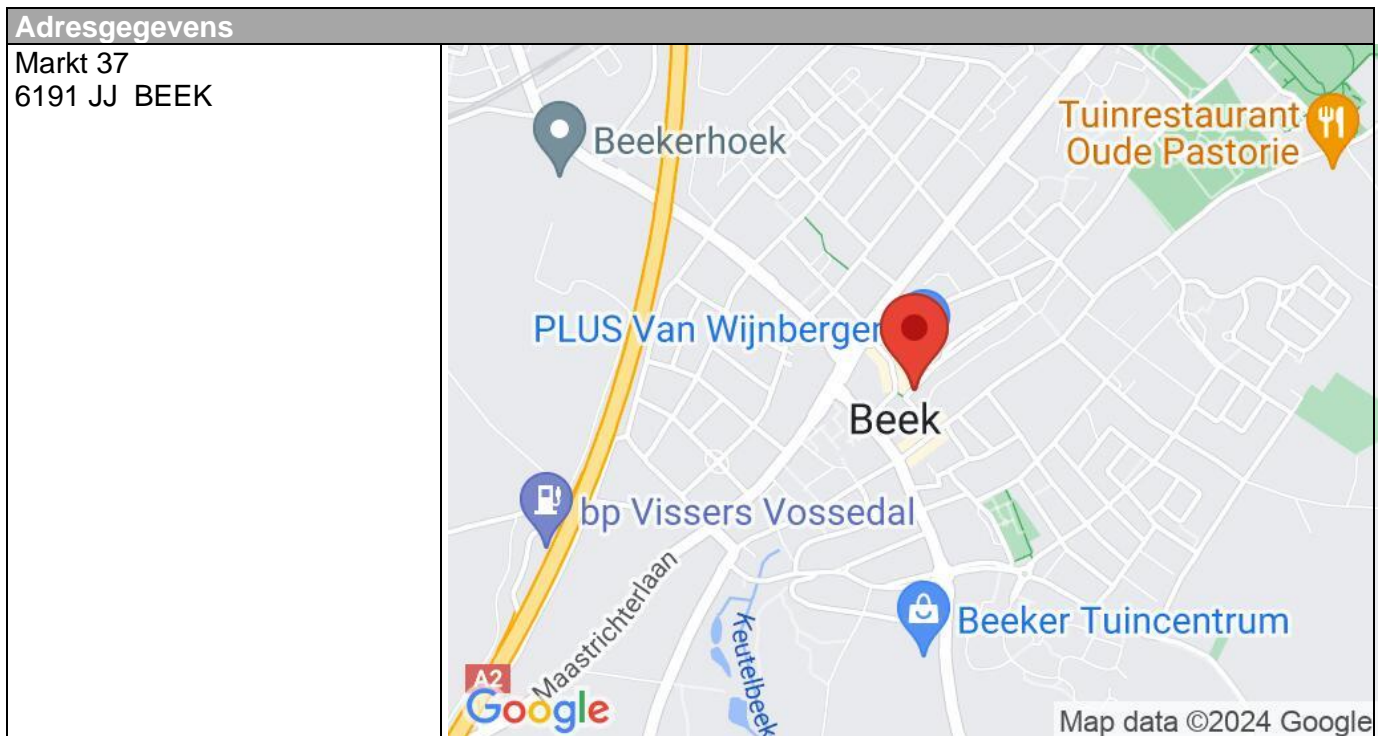 Adresgegevens
Markt 37
6191 JJ BEEK
Beekerhoek
Tuinrestaurant
Oude Pastorie
PLUS Van Wijnbergen
Beek
bp Vissers Vossedal
Maastrichterlaan
Keutelbeek
Beeker Tuincentrum
A2
Google
Map data ©2024 Google